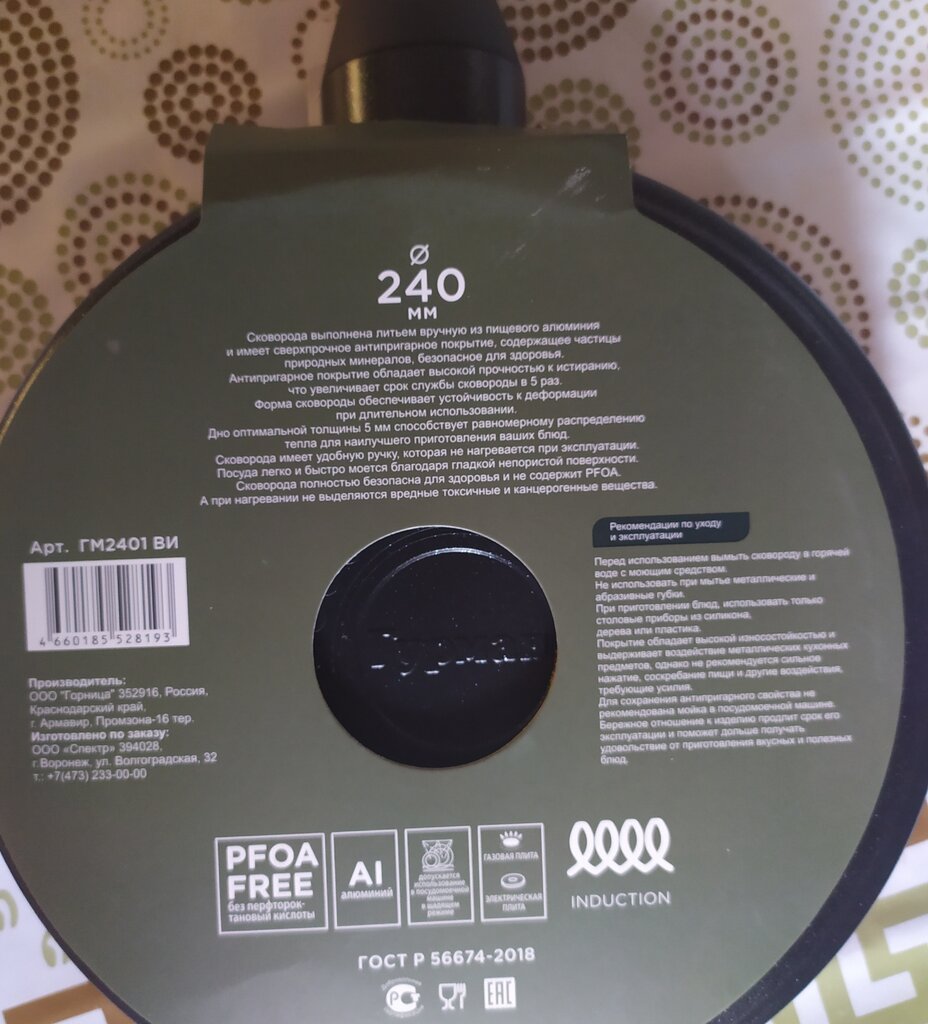 Ø
240
ММ
Сковорода выполнена литьем вручную из пищевого алюминия
и имеет сверхпрочное антипригарное покрытие, содержащее частицы
природных минералов, безопасное для здоровья.
Антипригарное покрытие обладает высокой прочностью к истиранию,
что увеличивает срок службы сковороды в 5 раз.
Форма сковороды обеспечивает устойчивость к деформации
при длительном использовании.
Дно оптимальной толщины 5 мм способствует равномерному распределению
тепла для наилучшего приготовления ваших блюд.
Сковорода имеет удобную ручку, которая не нагревается при эксплуатации.
Посуда легко и быстро моется благодаря гладкой непористой поверхности.
Сковорода полностью безопасна для здоровья и не содержит PFOA.
А при нагревании не выделяются вредные токсичные и канцерогенные вещества.
Арт. ГМ2401 ВИ
4 660185 528193
Производитель:
ООО "Горница" 352916, Россия,
Краснодарский край,
г. Армавир, Промзона-16 тер.
Изготовлено по заказу:
ООО «Спектр» 394028,
г.Воронеж, ул. Волгоградская, 32
т.: +7(473) 233-00-00
Рекомендации по уходу
и эксплуатации
Перед использованием вымыть сковороду в горячей
воде с моющим средством.
Не использовать при мытье металлические и
абразивные губки.
При приготовлении блюд, использовать только
столовые приборы из силикона,
дерева или пластика.
Покрытие обладает высокой износостойкостью и
выдерживает воздействие металлических кухонных
предметов, однако не рекомендуется сильное
нажатие, соскребание пищи и другие воздействия,
требующие усилия.
Для сохранения антипригарного свойства не
рекомендована мойка в посудомоечной машине.
Бережное отношение к изделию продлит срок его
эксплуатации и поможет дольше получать
удовольствие от приготовления вкусных и полезных
блюд.
PFOA
FREE
без перфторок-
тановый кислоты
Al
алюминий
допускается
использование
в посудомоечной
машине
в щадящем
режиме
ГАЗОВАЯ ПЛИТА
ЭЛЕКТРИЧЕСКАЯ
ПЛИТА
INDUCTION
ГОСТ Р 56674-2018
EAC